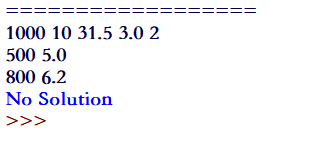 ===================
1000 10 31.5 3.0 2
500 5.0
800 6.2
No Solution
>>>